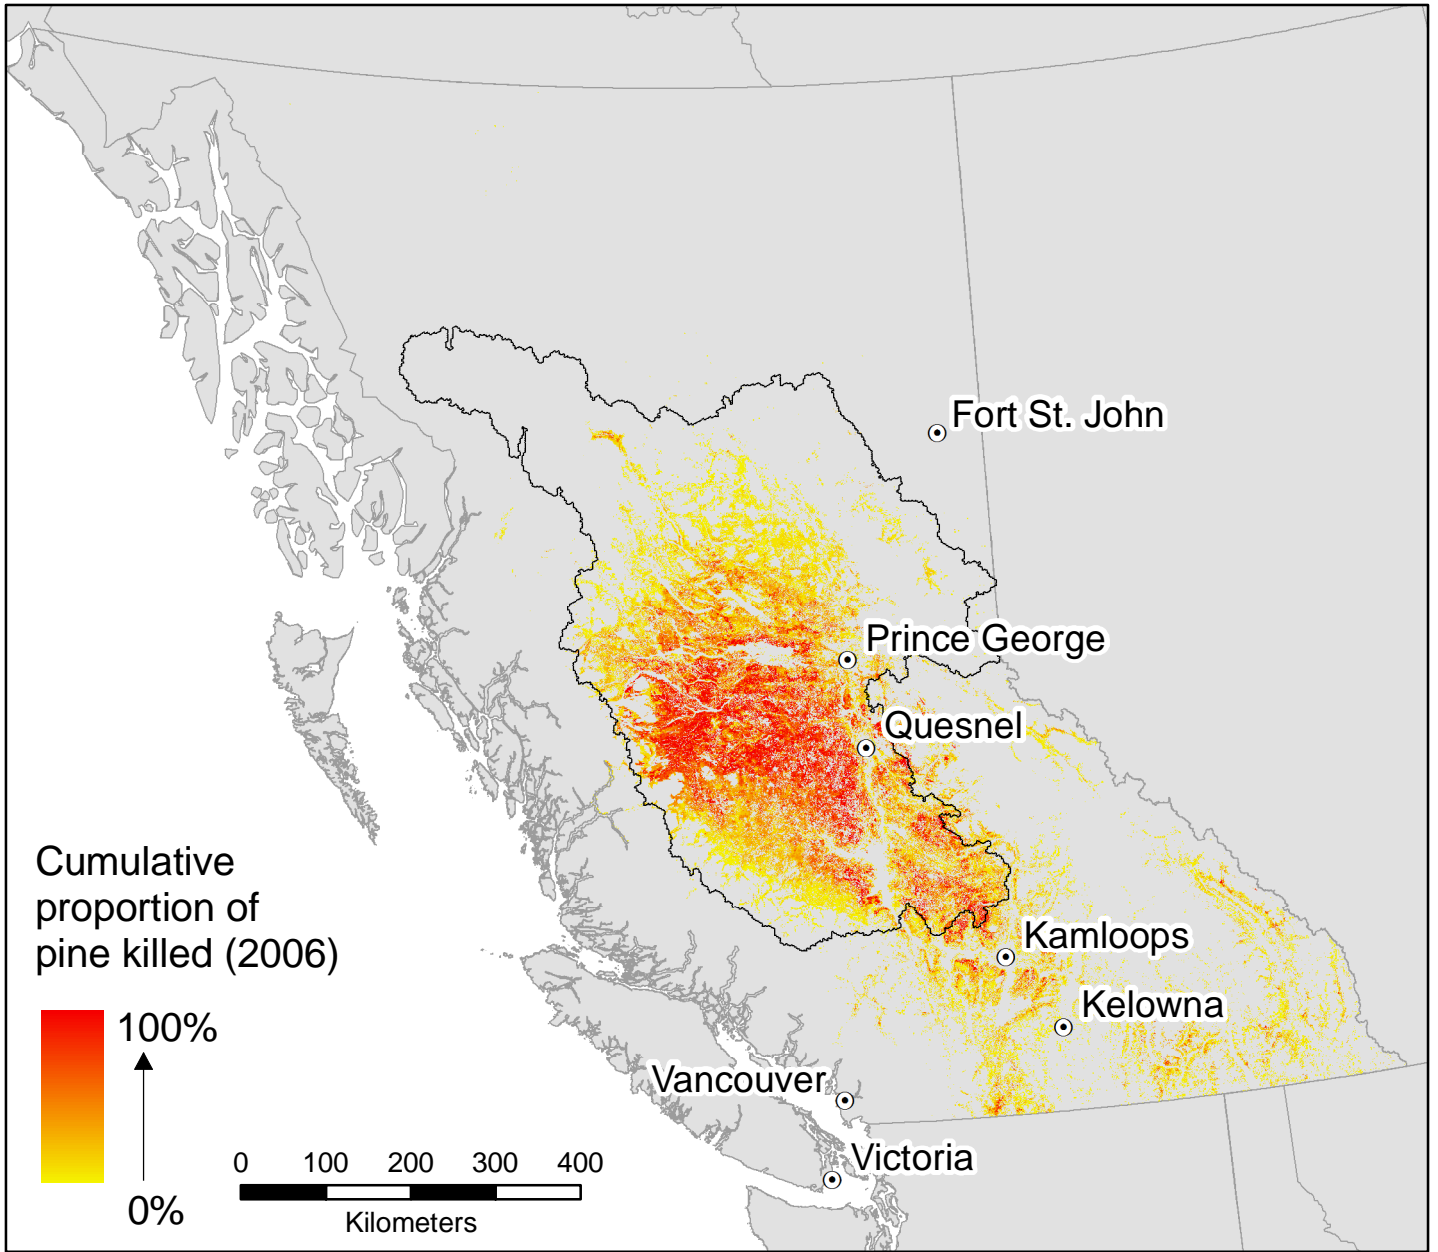 Fort St. John
Prince George
Quesnel
Kamloops
Kelowna
Vancouver
Victoria
Cumulative
proportion of
pine killed (2006)
100%
0%
0 100 200 300 400
Kilometers